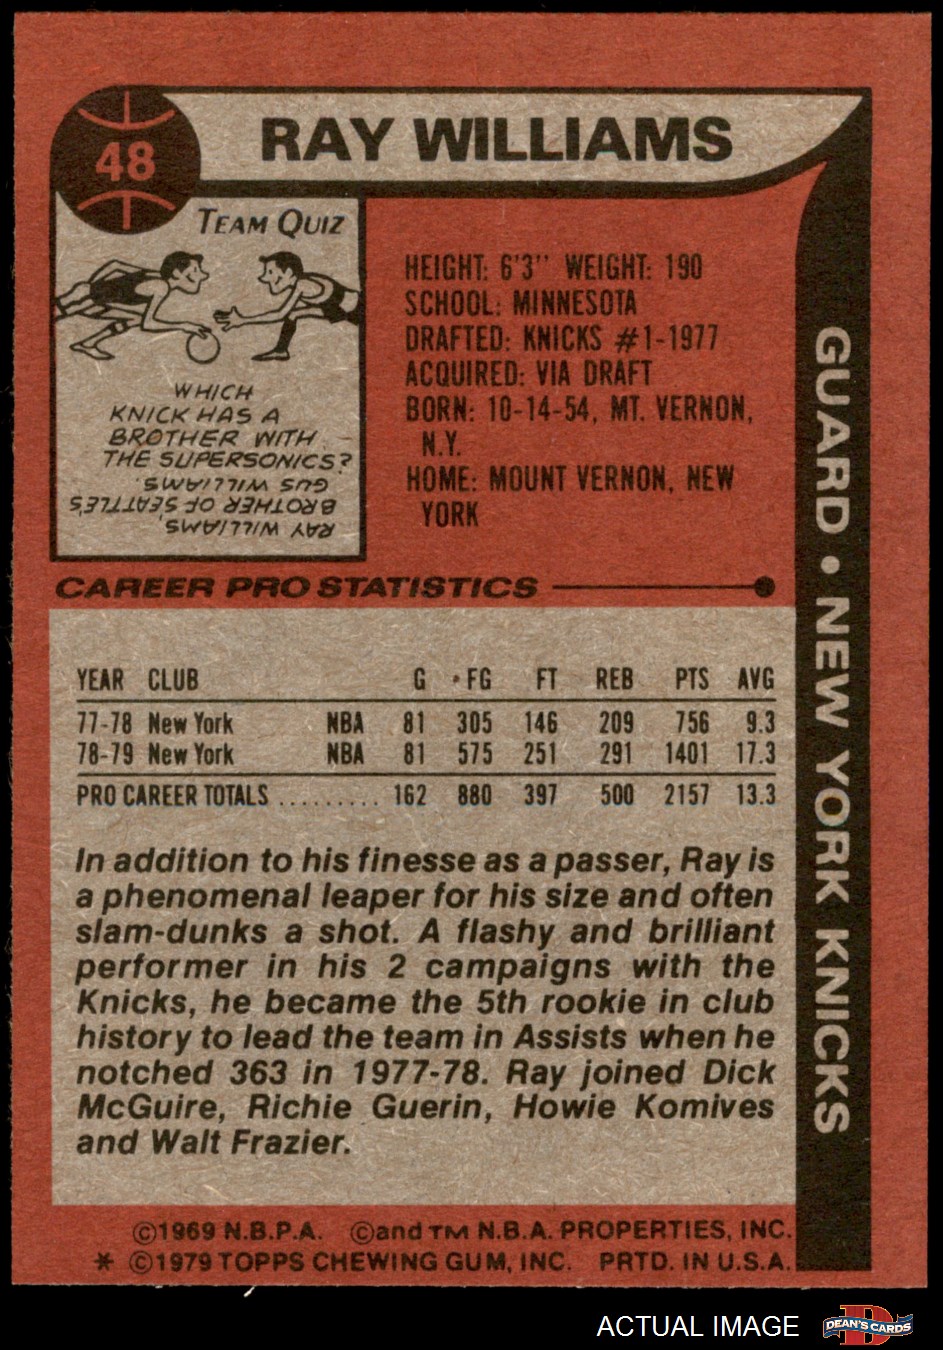 48
RAY WILLIAMS
TEAM QUIZ
WHICH
KNICK HAS A
BROTHER WITH
THE SUPERSONICS?
RAY WILLIAMS,
BROTHER OF SEATTLE'S
GUS WILLIAMS.
HEIGHT: 6'3" WEIGHT: 190
SCHOOL: MINNESOTA
DRAFTED: KNICKS #1-1977
ACQUIRED: VIA DRAFT
BORN: 10-14-54, MT. VERNON,
N.Y.
HOME: MOUNT VERNON, NEW
YORK
GUARD • NEW YORK KNICKS
CAREER PRO STATISTICS
YEAR CLUB G FG FT REB PTS AVG
77-78 New York NBA 81 305 146 209 756 9.3
78-79 New York NBA 81 575 251 291 1401 17.3
PRO CAREER TOTALS ......... 162 880 397 500 2157 13.3
In addition to his finesse as a passer, Ray is
a phenomenal leaper for his size and often
slam-dunks a shot. A flashy and brilliant
performer in his 2 campaigns with the
Knicks, he became the 5th rookie in club
history to lead the team in Assists when he
notched 363 in 1977-78. Ray joined Dick
McGuire, Richie Guerin, Howie Komives
and Walt Frazier.
©1969 N.B.P.A. ©and TM N.B.A. PROPERTIES, INC.
* ©1979 TOPPS CHEWING GUM, INC. PRTD. IN U.S.A.
ACTUAL IMAGE
D
DEAN'S CARDS